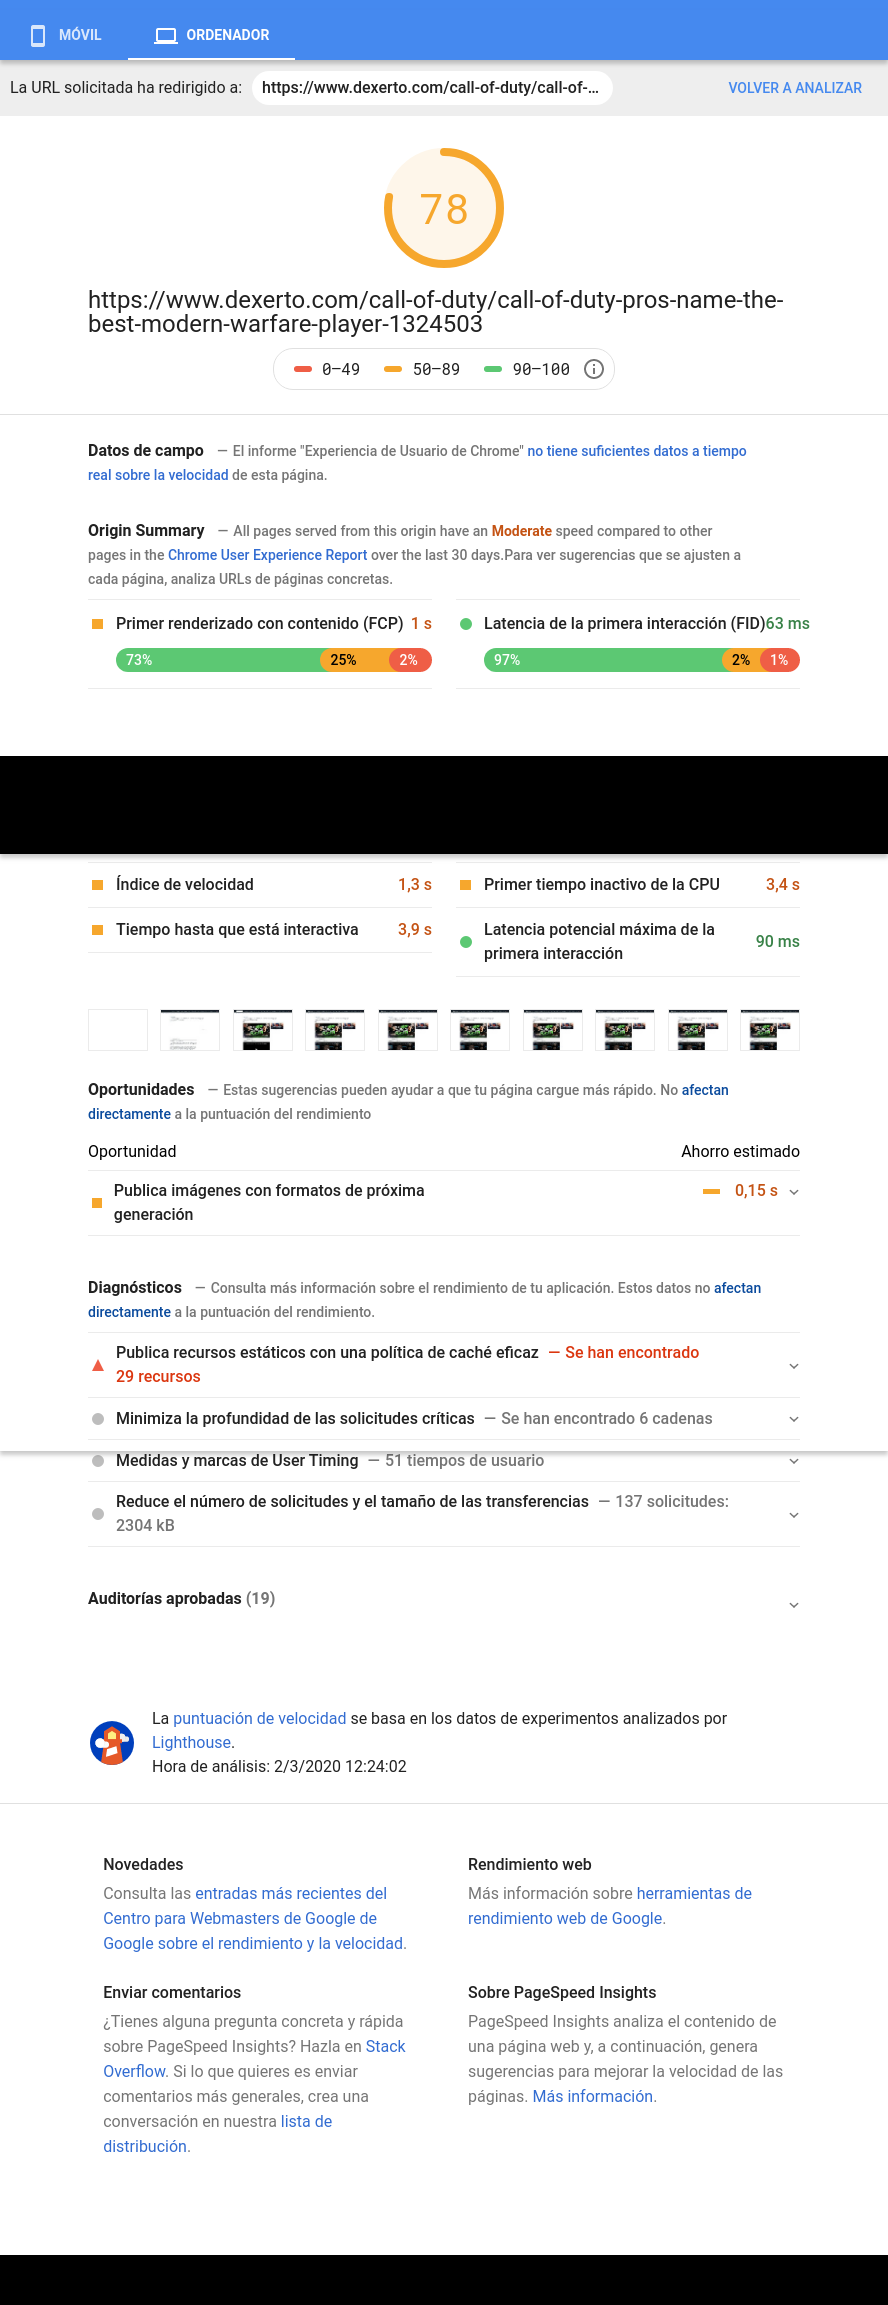 MÓVIL
ORDENADOR
La URL solicitada ha redirigido a: https://www.dexerto.com/call-of-duty/call-of-... VOLVER A ANALIZAR
78
https://www.dexerto.com/call-of-duty/call-of-duty-pros-name-the-
best-modern-warfare-player-1324503
0–49 50–89 90–100
Datos de campo — El informe "Experiencia de Usuario de Chrome" no tiene suficientes datos a tiempo
real sobre la velocidad de esta página.
Origin Summary — All pages served from this origin have an Moderate speed compared to other
pages in the Chrome User Experience Report over the last 30 days.Para ver sugerencias que se ajusten a
cada página, analiza URLs de páginas concretas.
Primer renderizado con contenido (FCP) 1 s
73% 25% 2%
Latencia de la primera interacción (FID)63 ms
97% 2% 1%
Índice de velocidad 1,3 s
Primer tiempo inactivo de la CPU 3,4 s
Tiempo hasta que está interactiva 3,9 s
Latencia potencial máxima de la
primera interacción 90 ms
Oportunidades — Estas sugerencias pueden ayudar a que tu página cargue más rápido. No afectan
directamente a la puntuación del rendimiento
Oportunidad Ahorro estimado
Publica imágenes con formatos de próxima
generación 0,15 s
Diagnósticos — Consulta más información sobre el rendimiento de tu aplicación. Estos datos no afectan
directamente a la puntuación del rendimiento.
Publica recursos estáticos con una política de caché eficaz — Se han encontrado
29 recursos
Minimiza la profundidad de las solicitudes críticas — Se han encontrado 6 cadenas
Medidas y marcas de User Timing — 51 tiempos de usuario
Reduce el número de solicitudes y el tamaño de las transferencias — 137 solicitudes:
2304 kB
Auditorías aprobadas (19)
La puntuación de velocidad se basa en los datos de experimentos analizados por
Lighthouse.
Hora de análisis: 2/3/2020 12:24:02
Novedades
Consulta las entradas más recientes del
Centro para Webmasters de Google de
Google sobre el rendimiento y la velocidad.
Rendimiento web
Más información sobre herramientas de
rendimiento web de Google.
Enviar comentarios
¿Tienes alguna pregunta concreta y rápida
sobre PageSpeed Insights? Hazla en Stack
Overflow. Si lo que quieres es enviar
comentarios más generales, crea una
conversación en nuestra lista de
distribución.
Sobre PageSpeed Insights
PageSpeed Insights analiza el contenido de
una página web y, a continuación, genera
sugerencias para mejorar la velocidad de las
páginas. Más información.